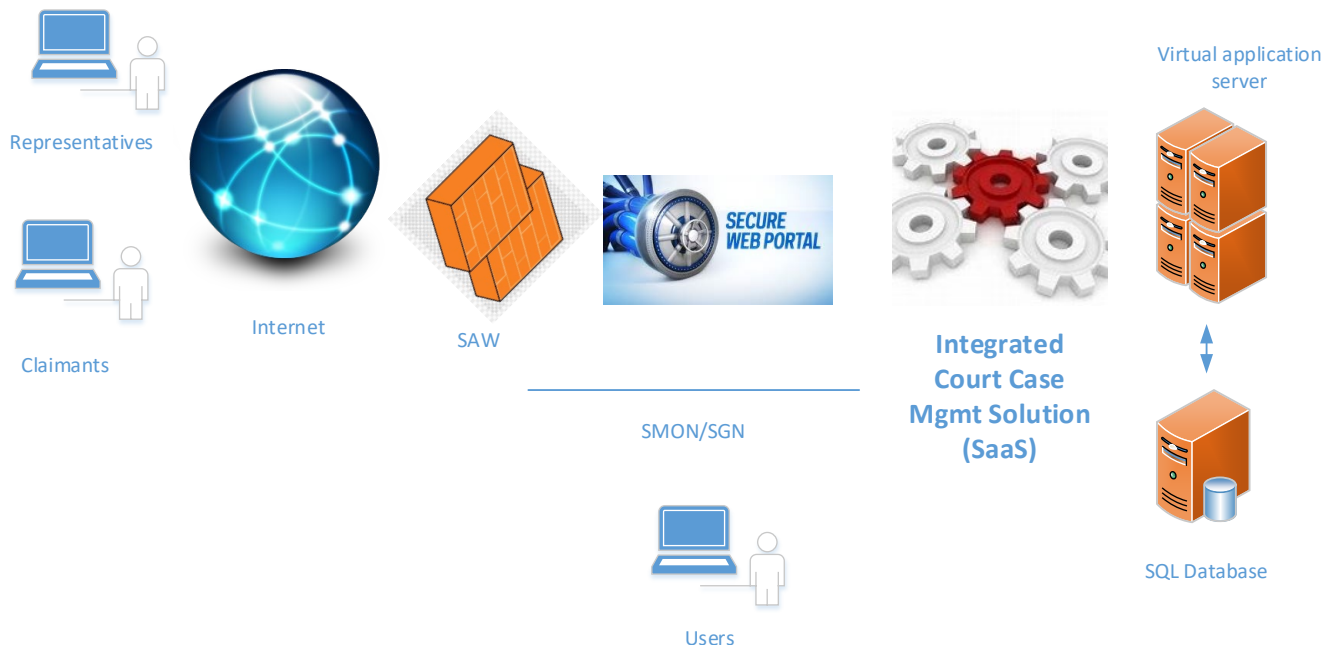 Representatives
Claimants
Internet
SAW
SECURE
WEB PORTAL
SMON/SGN
Users
Integrated
Court Case
Mgmt Solution
(SaaS)
Virtual application
server
SQL Database